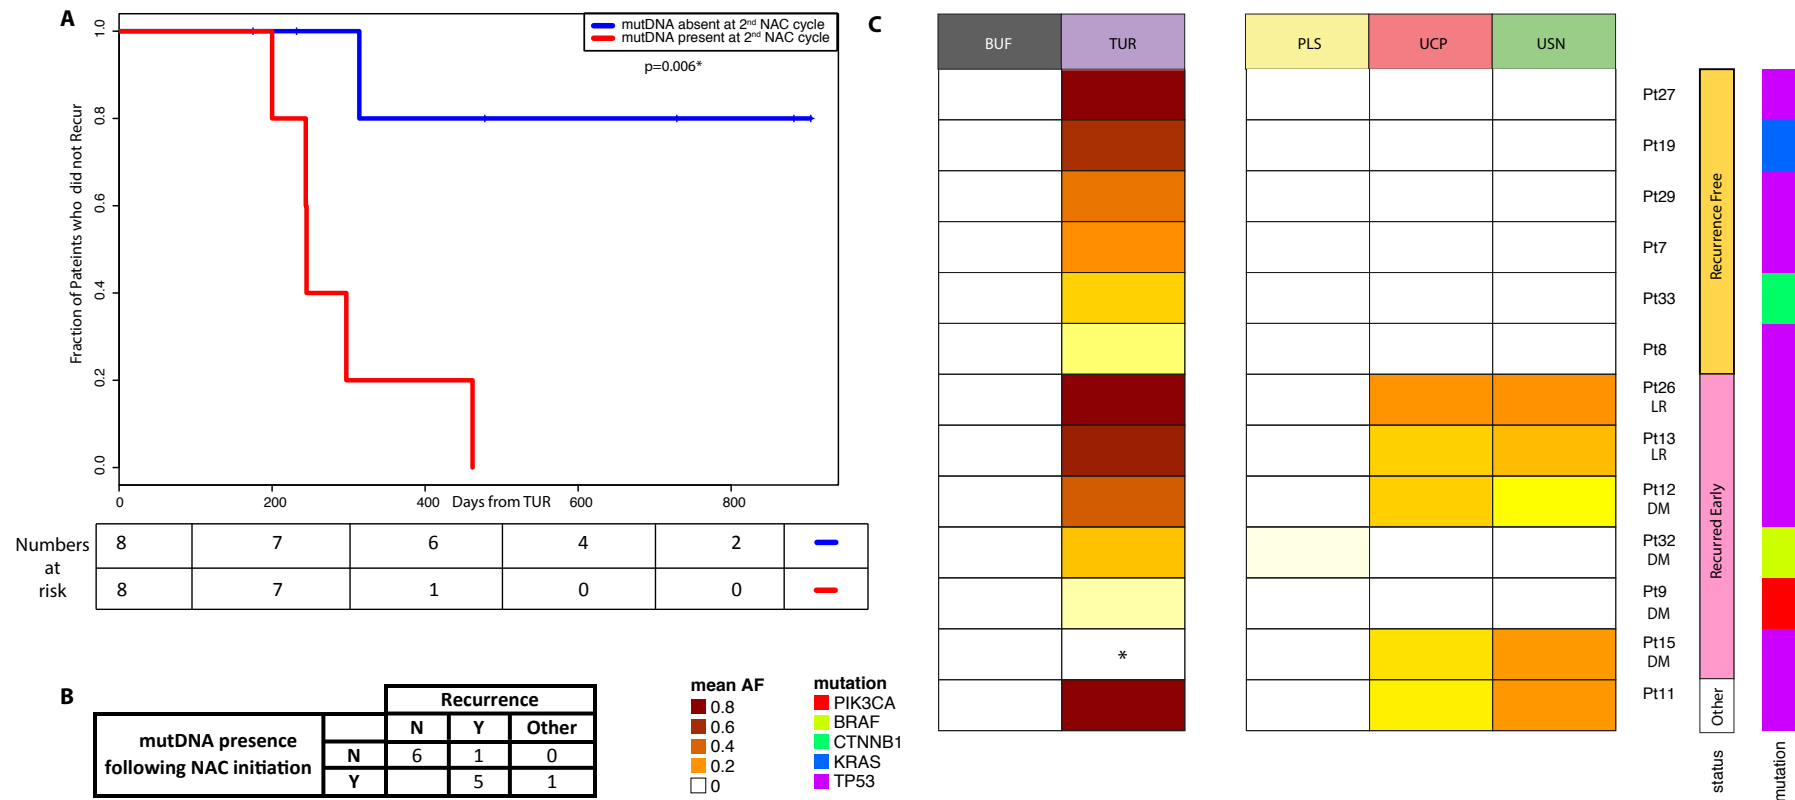 A
1.0
0.8
0.6
0.4
0.2
0.0
Fraction of Pateints who did not Recur
mutDNA absent at 2nd NAC cycle
mutDNA present at 2nd NAC cycle
p=0.006*
0 200 400 Days from TUR 600 800
Numbers at risk
8 7 6 4 2
8 7 1 0 0
B
Recurrence
N Y Other
mutDNA presence following NAC initiation
N 6 1 0
Y 5 1
mean AF
0.8
0.6
0.4
0.2
0
mutation
PIK3CA
BRAF
CTNNB1
KRAS
TP53
C
BUF TUR PLS UCP USN
Pt27
Pt19
Pt29
Pt7
Pt33
Pt8
Pt26
LR
Pt13
LR
Pt12
DM
Pt32
DM
Pt9
DM
*
Pt15
DM
Pt11
Recurrence Free
Recurred Early
Other
status
mutation